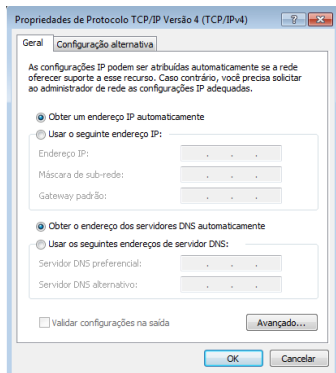 Propriedades de Protocolo TCP/IP Versão 4 (TCP/IPv4)
Geral Configuração alternativa
As configurações IP podem ser atribuídas automaticamente se a rede
oferecer suporte a esse recurso. Caso contrário, você precisa solicitar
ao administrador de rede as configurações IP adequadas.
Obter um endereço IP automaticamente
Usar o seguinte endereço IP:
Endereço IP:
Máscara de sub-rede:
Gateway padrão:
Obter o endereço dos servidores DNS automaticamente
Usar os seguintes endereços de servidor DNS:
Servidor DNS preferencial:
Servidor DNS alternativo:
Validar configurações na saída
Avançado...
OK Cancelar